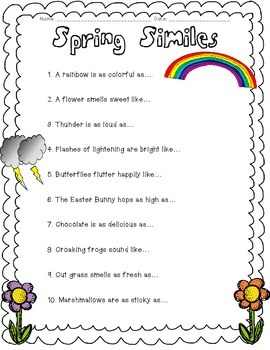 Name Date
Spring Similes
1. A rainbow is as colorful as...
2. A flower smells sweet like...
3. Thunder is as loud as...
4. Flashes of lightening are bright like...
5. Butterflies flutter happily like...
6. The Easter Bunny hops as high as...
7. Chocolate is as delicious as...
8. Croaking frogs sound like...
9. Cut grass smells as fresh as...
10. Marshmallows are as sticky as...